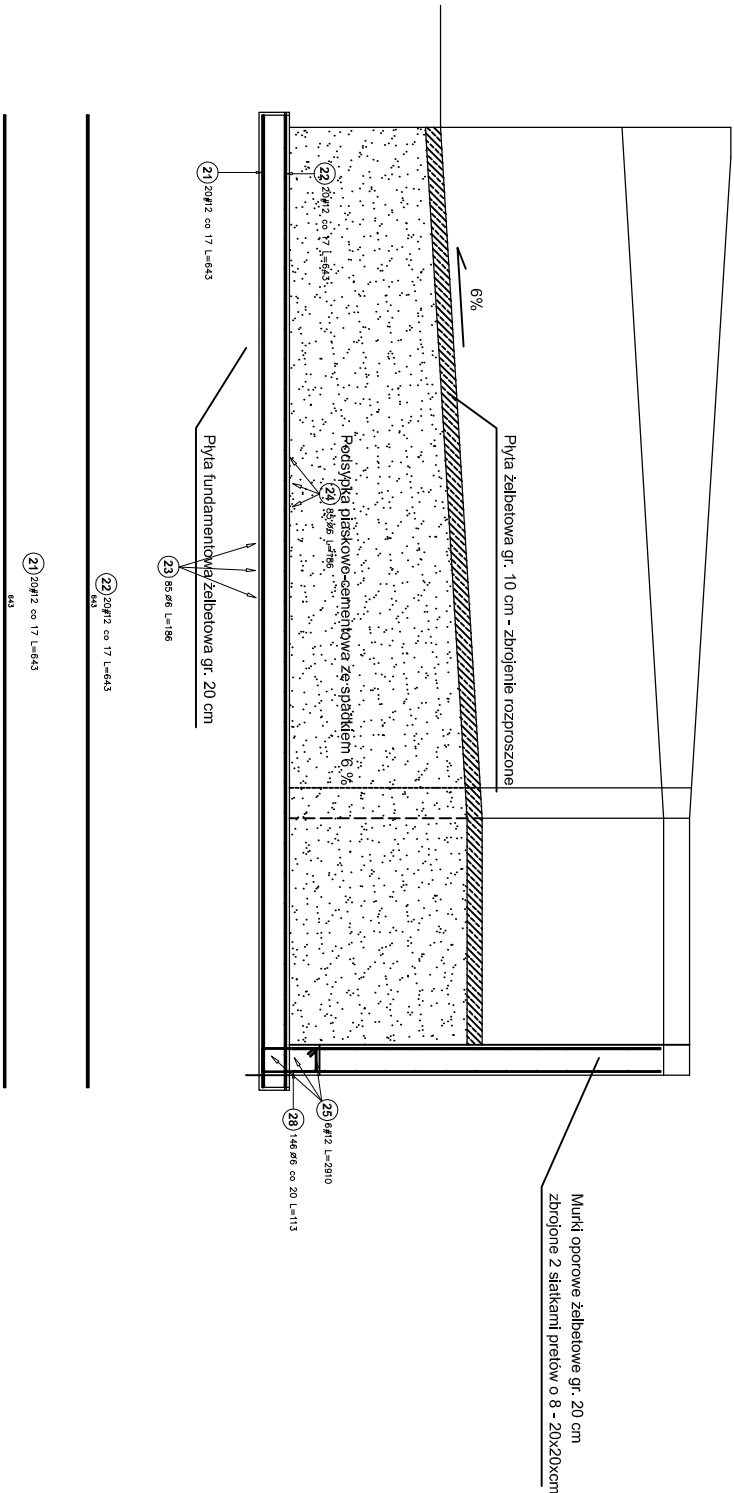 Murki oporowe żelbetowe gr. 20 cm
zbrojone 2 siatkami pretów o 8 - 20x20xcm
Płyta żelbetowa gr. 10 cm - zbrojenie rozproszone
6%
Podsypka piaskowo-cementowa ze spadkiem 6 %
22 20#12 co 17 L=643
24 85 ø6 L=186
25 6#12 L=2910
28 146 ø6 co 20 L=113
21 20#12 co 17 L=643
Płyta fundamentowa żelbetowa gr. 20 cm
23 85 ø6 L=186
22 20#12 co 17 L=643
643
21 20#12 co 17 L=643
643